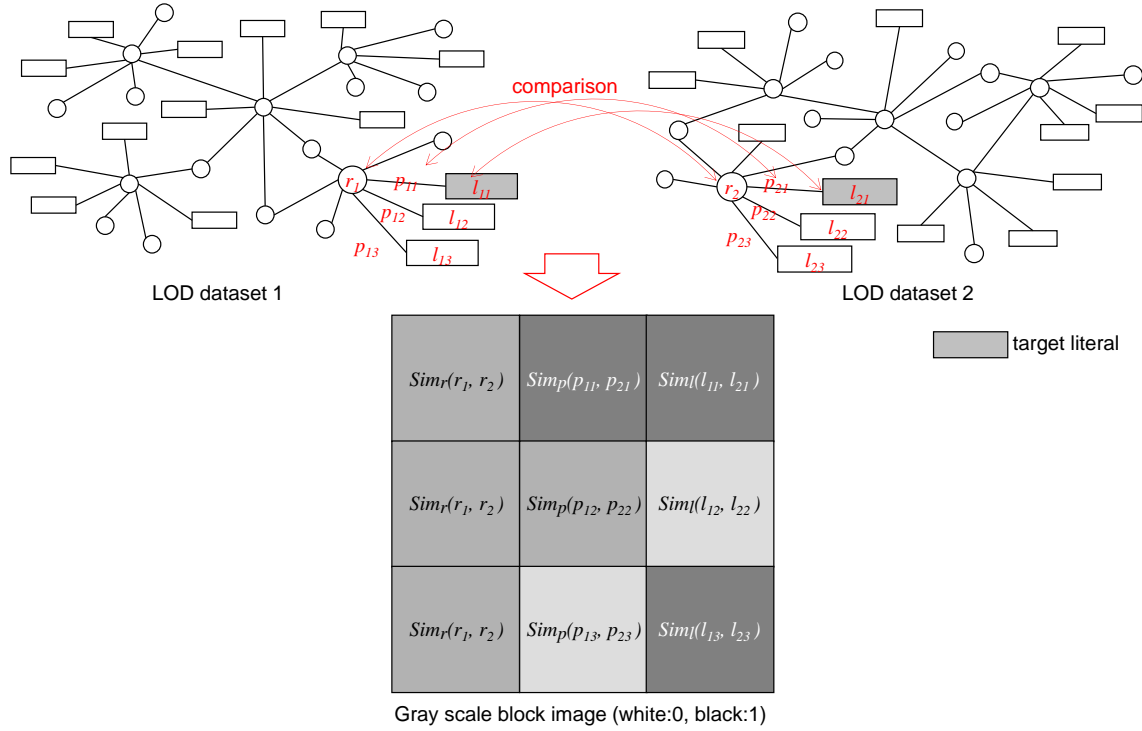 comparison
r1 p11 l11
p12 l12
p13 l13
r2 p21 l21
p22 l22
p23 l23
LOD dataset 1
LOD dataset 2
target literal
Simr(r1, r2) Simp(p11, p21) Siml(l11, l21)
Simr(r1, r2) Simp(p12, p22) Siml(l12, l22)
Simr(r1, r2) Simp(p13, p23) Siml(l13, l23)
Gray scale block image (white:0, black:1)